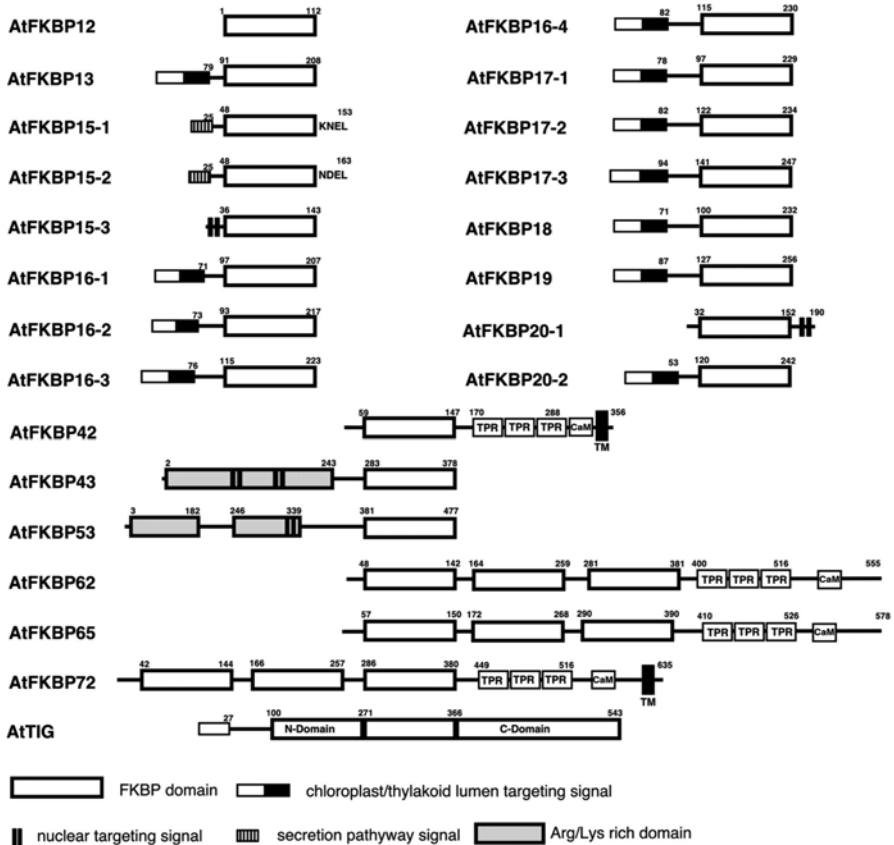 AtFKBP12 1 112
AtFKBP13 79 91 208
AtFKBP15-1 25 48 153 KNEL
AtFKBP15-2 25 48 163 NDEL
AtFKBP15-3 36 143
AtFKBP16-1 71 97 207
AtFKBP16-2 73 93 217
AtFKBP16-3 76 115 223
AtFKBP16-4 82 115 230
AtFKBP17-1 78 97 229
AtFKBP17-2 82 122 234
AtFKBP17-3 94 141 247
AtFKBP18 71 100 232
AtFKBP19 87 127 256
AtFKBP20-1 32 152 190
AtFKBP20-2 53 120 242
AtFKBP42 59 147 170 288 356 TPR TPR TPR CaM TM
AtFKBP43 2 243 283 378
AtFKBP53 3 182 246 339 381 477
AtFKBP62 48 142 164 259 281 381 400 516 555 TPR TPR TPR CaM
AtFKBP65 57 150 172 268 290 390 410 526 578 TPR TPR TPR CaM
AtFKBP72 42 144 166 257 286 380 449 516 635 TPR TPR TPR CaM TM
AtTIG 27 100 271 366 543 N-Domain C-Domain
FKBP domain chloroplast/thylakoid lumen targeting signal
nuclear targeting signal secretion pathway signal Arg/Lys rich domain